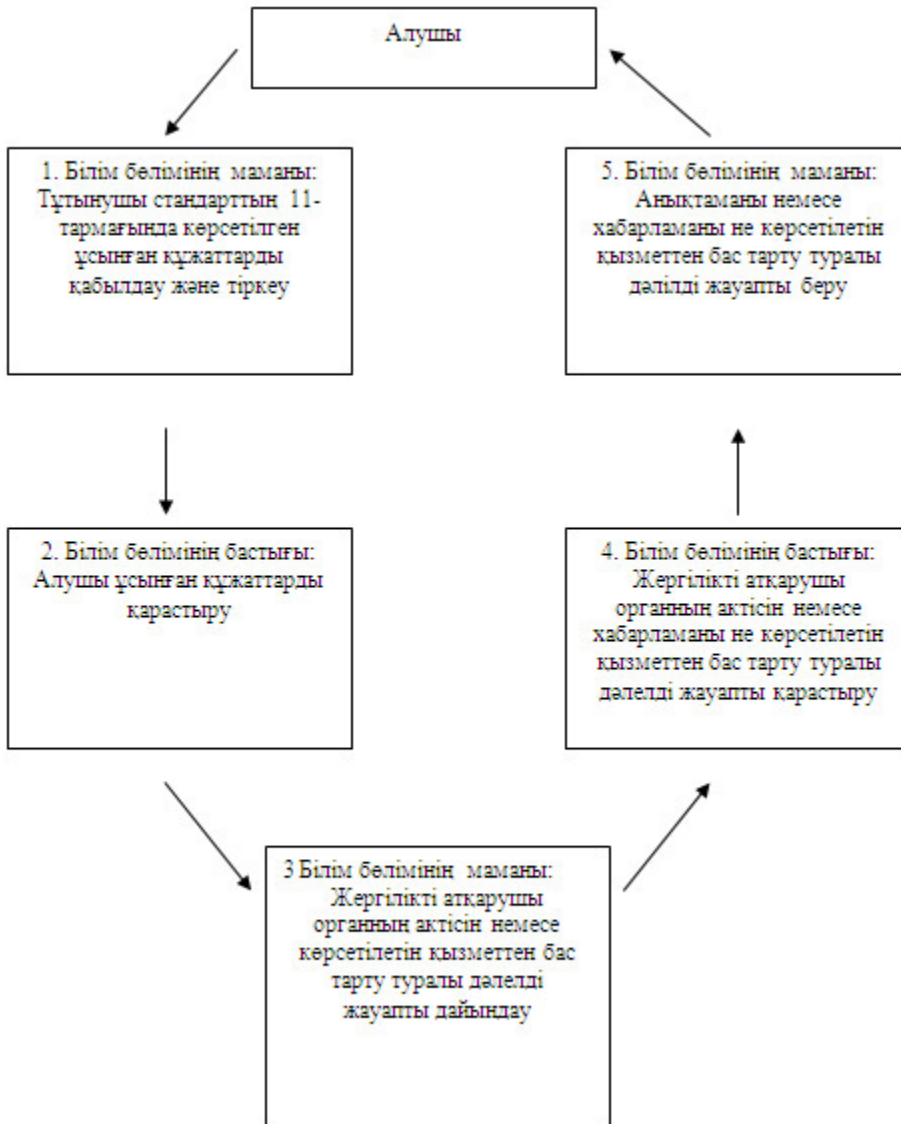 Алушы
1. Білім бөлімінің маманы:
Тұтынушы стандарттың 11-
тармағында көрсетілген
ұсынған құжаттарды
қабылдау және тіркеу
5. Білім бөлімінің маманы:
Анықтаманы немесе
хабарламаны не көрсетілетін
қызметтен бас тарту туралы
дәлілді жауапты беру
2. Білім бөлімінің бастығы:
Алушы ұсынған құжаттарды
қарастыру
4. Білім бөлімінің бастығы:
Жергілікті атқарушы
органның актісін немесе
хабарламаны не көрсетілетін
қызметтен бас тарту туралы
дәлелді жауапты қарастыру
3 Білім бөлімінің маманы:
Жергілікті атқарушы
органның актісін немесе
көрсетілетін қызметтен бас
тарту туралы дәлелді
жауапты дайындау